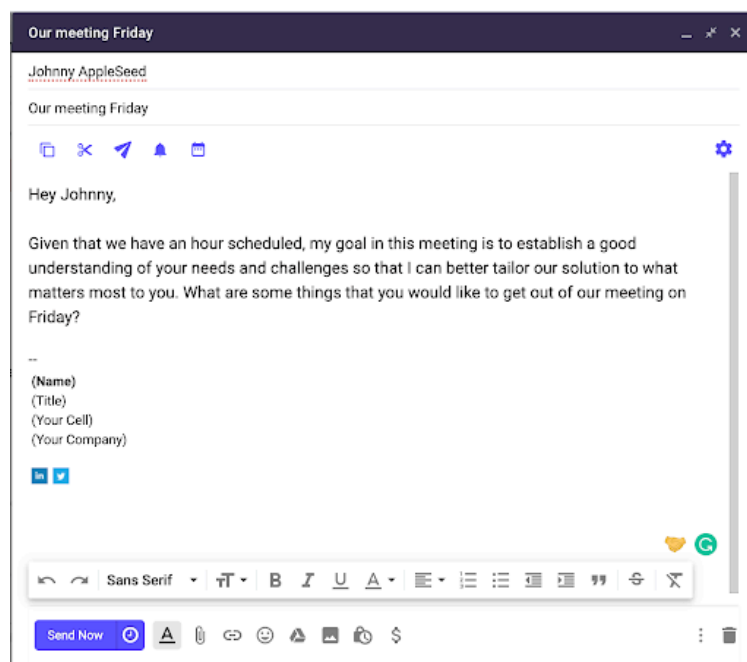 Our meeting Friday
Johnny AppleSeed
Our meeting Friday
Hey Johnny,
Given that we have an hour scheduled, my goal in this meeting is to establish a good
understanding of your needs and challenges so that I can better tailor our solution to what
matters most to you. What are some things that you would like to get out of our meeting on
Friday?
--
(Name)
(Title)
(Your Cell)
(Your Company)
in
Sans Serif
Send Now